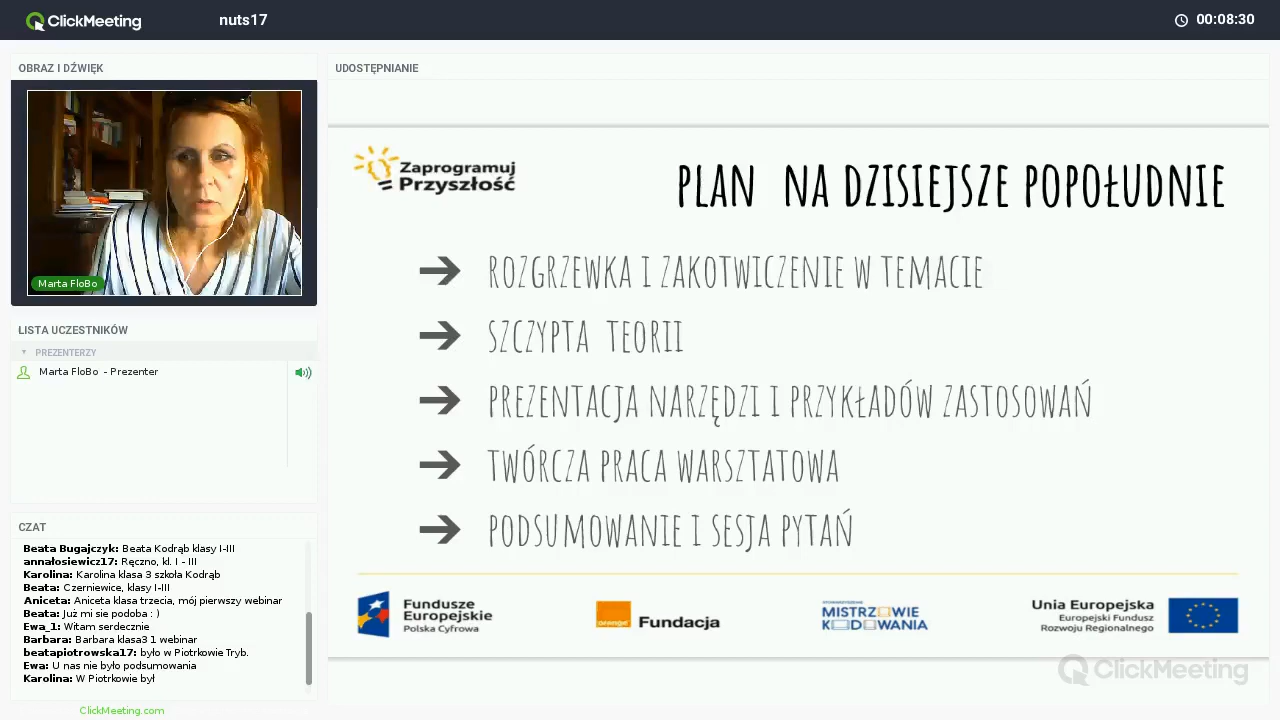 ClickMeeting
nuts17
00:08:30
OBRAZ I DŹWIĘK
Marta FloBo
LISTA UCZESTNIKÓW
PREZENTERZY
Marta FloBo - Prezenter
CZAT
Beata Bugajczyk: Beata Kodrąb klasy I-III
annałosiewicz17: Ręczno, kl. I - III
Karolina: Karolina klasa 3 szkoła Kodrąb
Beata: Czerniewice, klasy I-III
Aniceta: Aniceta klasa trzecia, mój pierwszy webinar
Beata: Już mi sie podoba : )
Ewa_1: Witam serdecznie
Barbara: Barbara klasa3 1 webinar
beatapiotrowska17: było w Piotrkowie Tryb.
Ewa: U nas nie było podsumowania
Karolina: W Piotrkowie był
ClickMeeting.com
UDOSTĘPNIANIE
Zaprogramuj
Przyszłość
PLAN NA DZISIEJSZE POPOŁUDNIE
ROZGRZEWKA I ZAKOTWICZENIE W TEMACIE
SZCZYPTA TEORII
PREZENTACJA NARZĘDZI I PRZYKŁADÓW ZASTOSOWAŃ
TWÓRCZA PRACA WARSZTATOWA
PODSUMOWANIE I SESJA PYTAŃ
Fundusze
Europejskie
Polska Cyfrowa
orange
Fundacja
MISTRZOWIE
KODOWANIA
Unia Europejska
Europejski Fundusz
Rozwoju Regionalnego
ClickMeeting